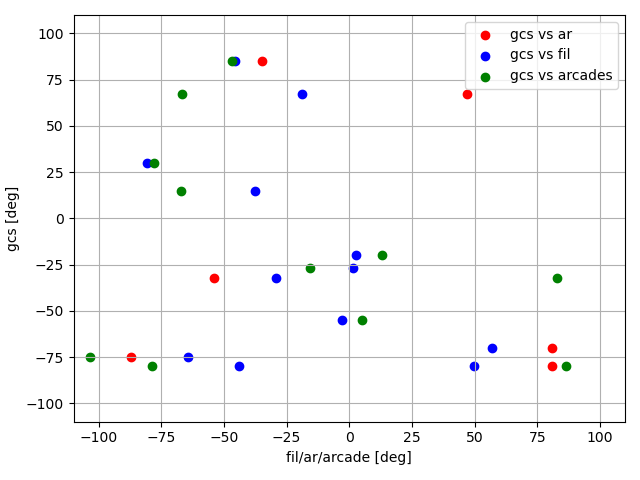 100
75
50
25
0
−25
−50
−75
−100
gcs [deg]
gcs vs ar
gcs vs fil
gcs vs arcades
−100 −75 −50 −25 0 25 50 75 100
fil/ar/arcade [deg]